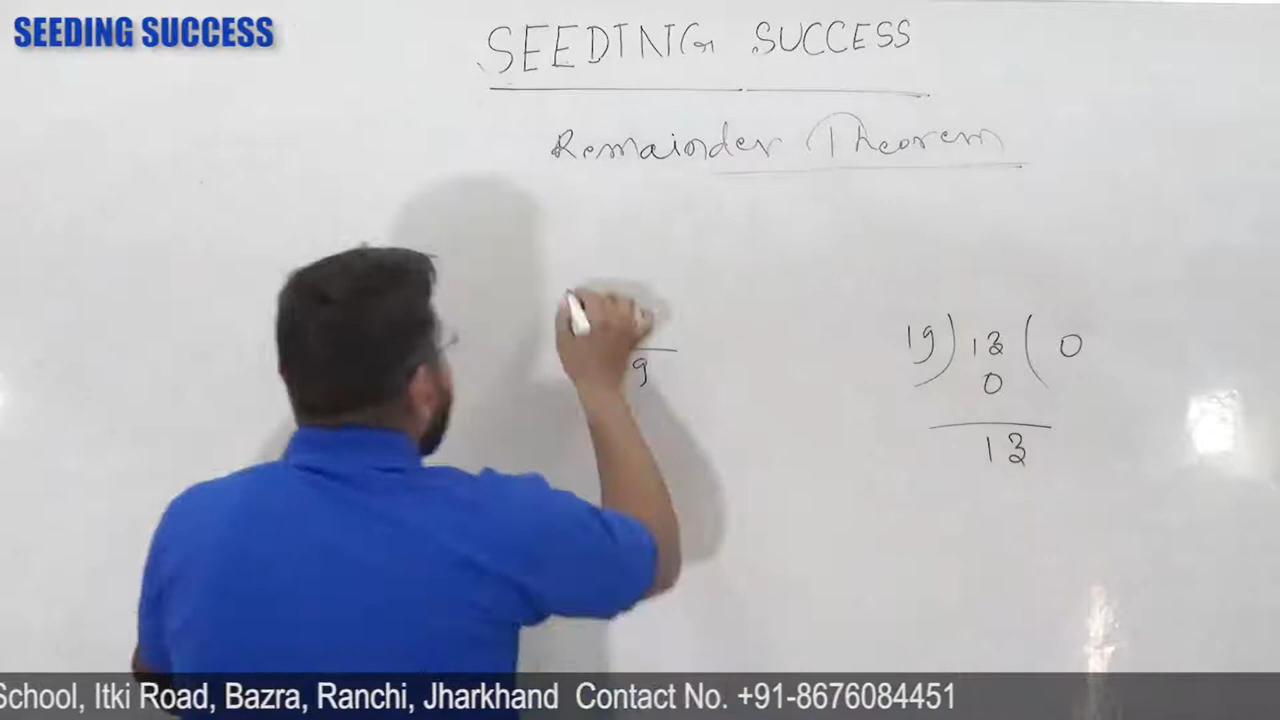 SEEDING SUCCESS
SEEDING SUCCESS
Remainder Theorem
9
19) 13 ( 0
0
13
School, Itki Road, Bazra, Ranchi, Jharkhand Contact No. +91-8676084451